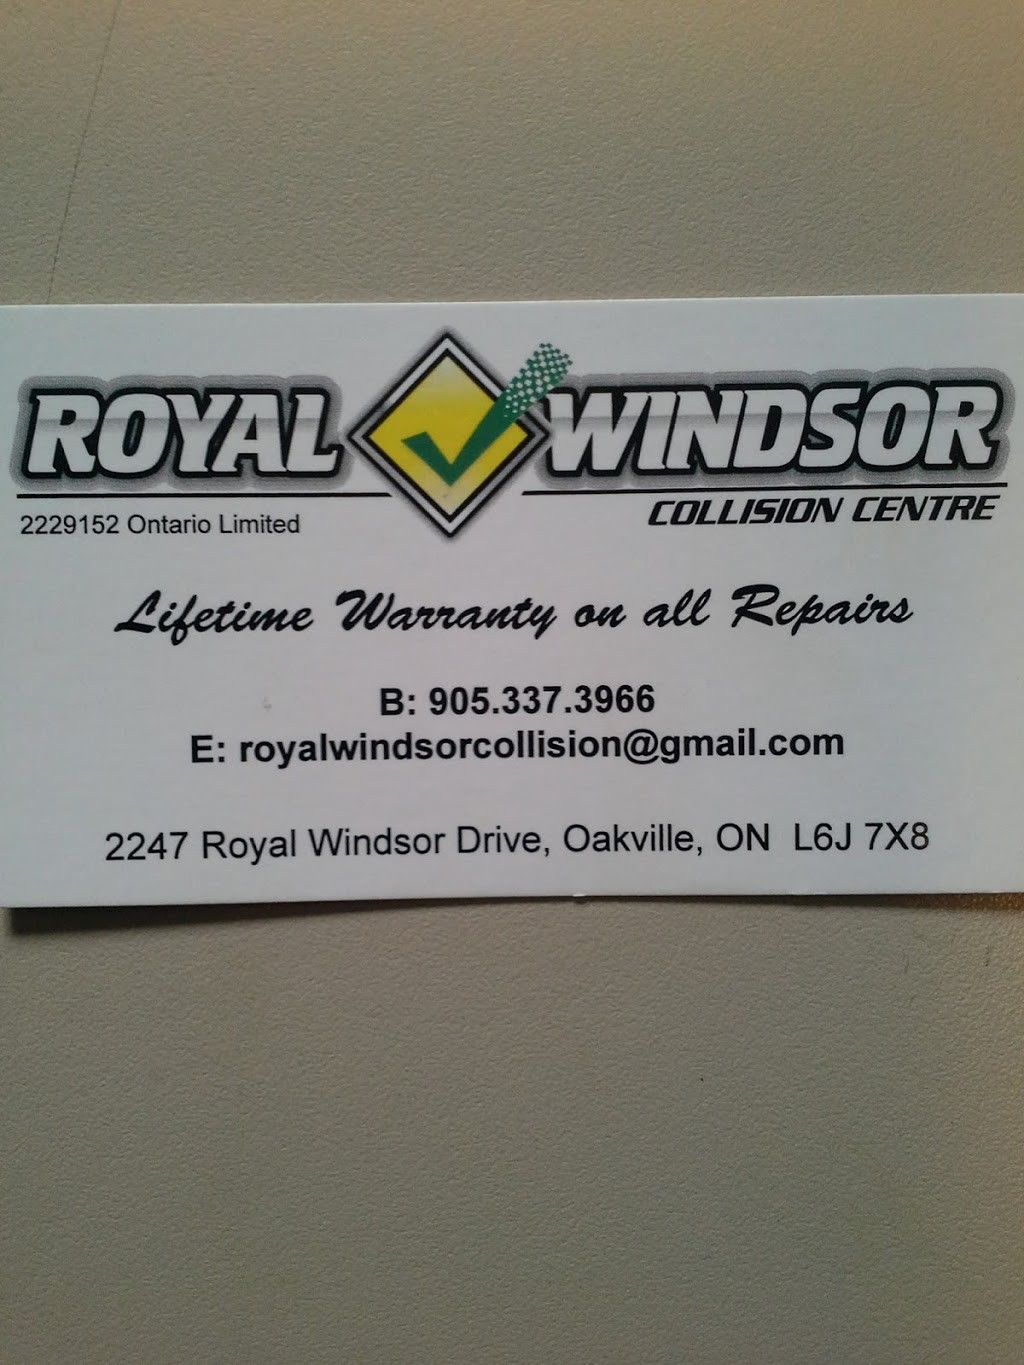 ROYAL WINDSOR
COLLISION CENTRE
2229152 Ontario Limited
Lifetime Warranty on all Repairs
B: 905.337.3966
E: royalwindsorcollision@gmail.com
2247 Royal Windsor Drive, Oakville, ON L6J 7X8